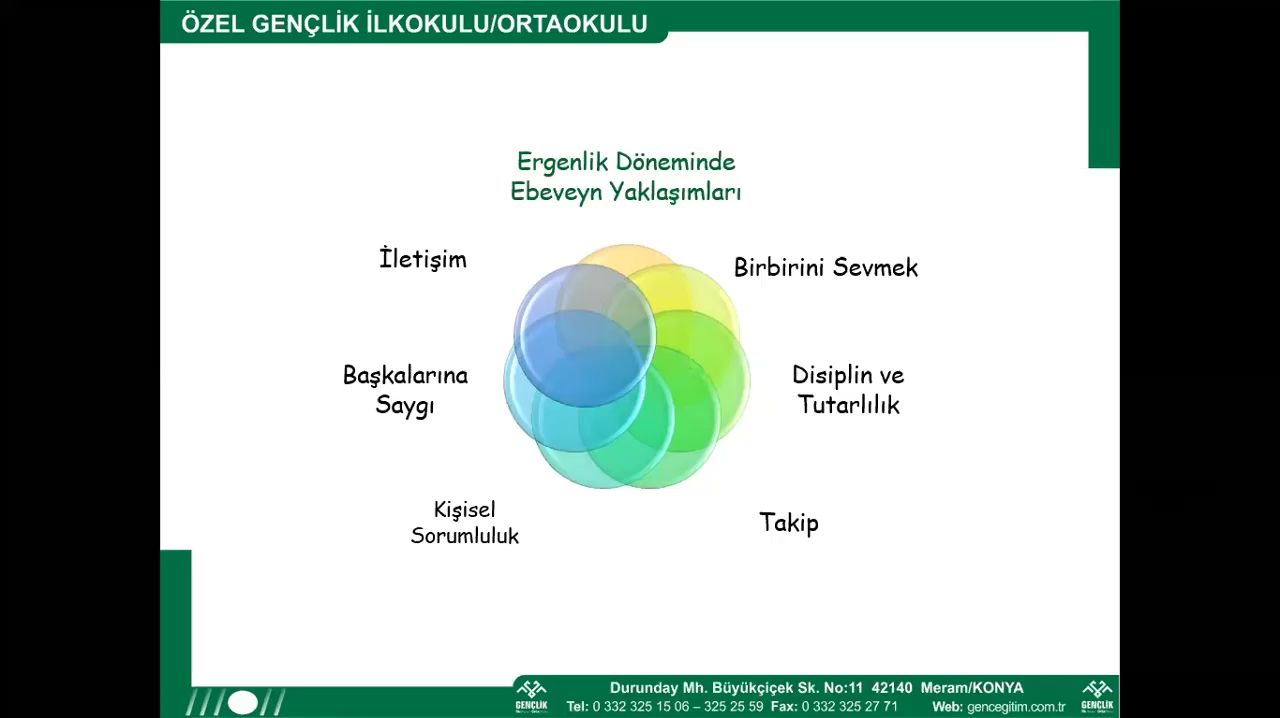 ÖZEL GENÇLİK İLKOKULU/ORTAOKULU
Ergenlik Döneminde
Ebeveyn Yaklaşımları
İletişim
Birbirini Sevmek
Başkalarına
Saygı
Disiplin ve
Tutarlılık
Kişisel
Sorumluluk
Takip
GENÇLİK
Durunday Mh. Büyükçiçek Sk. No:11 42140 Meram/KONYA
Tel: 0 332 325 15 06 – 325 25 59 Fax: 0 332 325 27 71 Web: gencegitim.com.tr
GENÇLİK